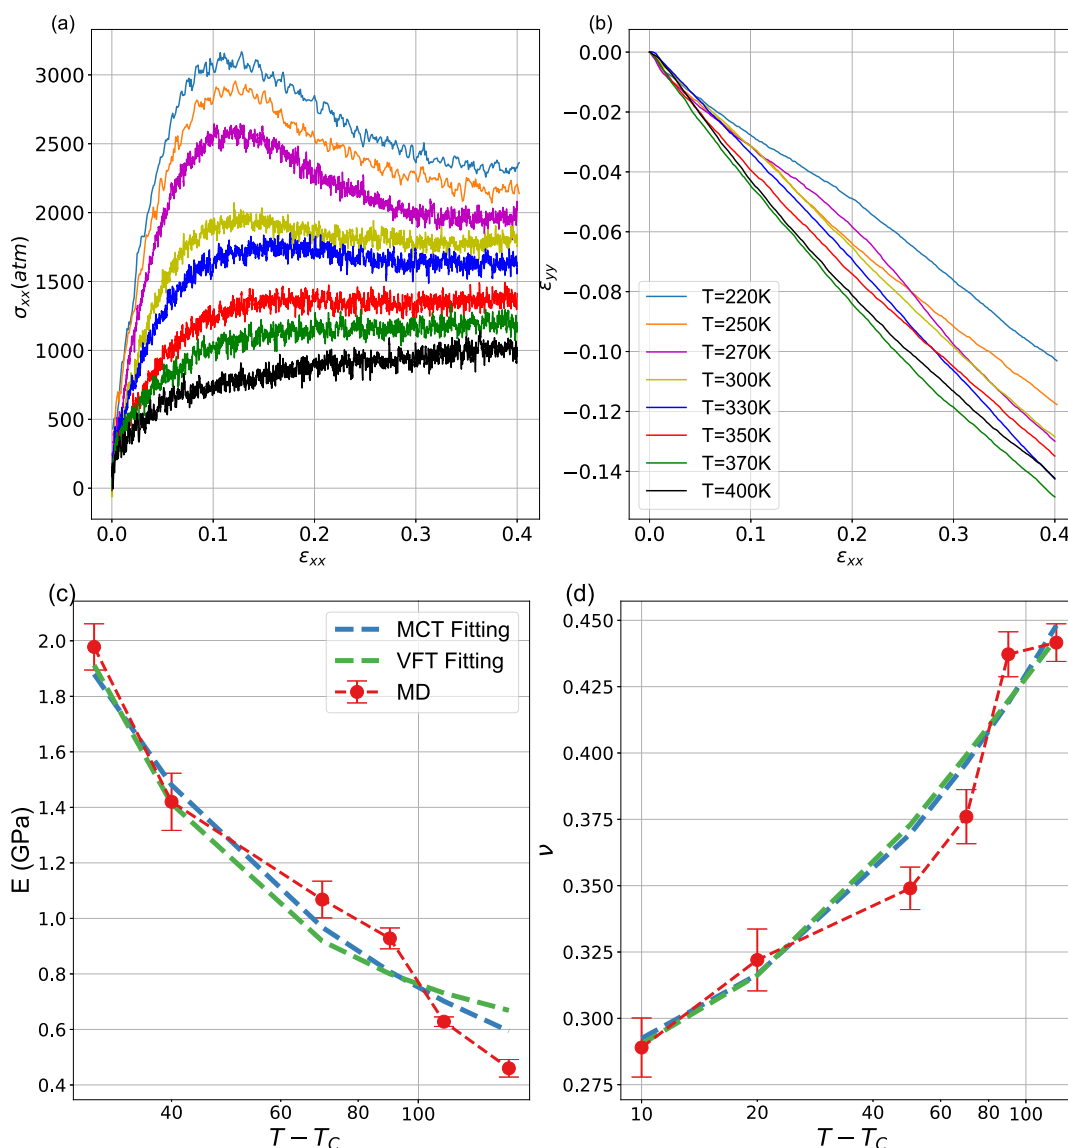 (a)
3000
2500
2000
1500
1000
500
0
σxx(atm)
0.0 0.1 0.2 0.3 0.4
εxx
(b)
0.00
−0.02
−0.04
−0.06
−0.08
−0.10
−0.12
−0.14
εyy
T=220K
T=250K
T=270K
T=300K
T=330K
T=350K
T=370K
T=400K
0.0 0.1 0.2 0.3 0.4
εxx
(c)
2.0
1.8
1.6
1.4
1.2
1.0
0.8
0.6
0.4
E (GPa)
MCT Fitting
VFT Fitting
MD
40 60 80 100
T − TC
(d)
0.450
0.425
0.400
0.375
0.350
0.325
0.300
0.275
ν
10 20 40 60 80 100
T − TC